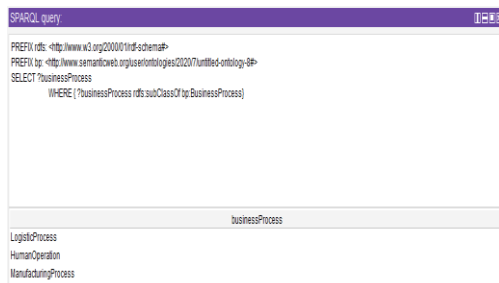 SPARQL query:
PREFIX rdfs: <http://www.w3.org/2000/01/rdf-schema#>
PREFIX bp: <http://www.semanticweb.org/user/ontologies/2020/7/untitled-ontology-8#>
SELECT ?businessProcess
WHERE { ?businessProcess rdfs:subClassOf bp:BusinessProcess}
businessProcess
LogisticProcess
HumanOperation
ManufacturingProcess